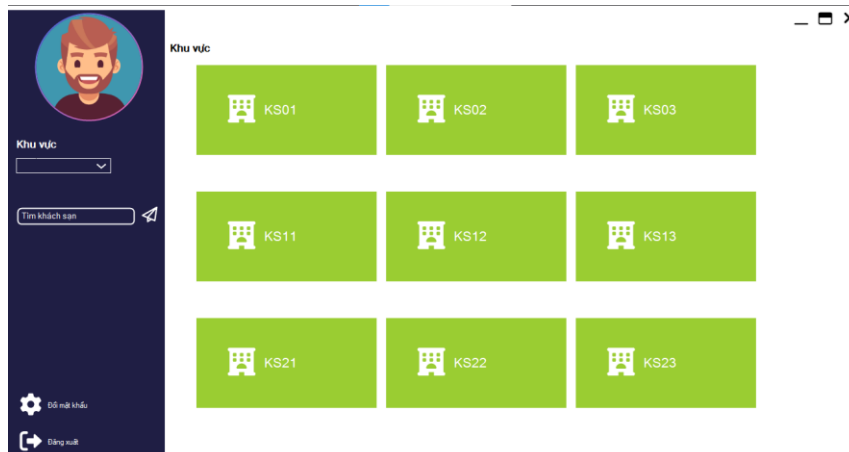 Khu vực
Tìm khách sạn
Đổi mật khẩu
Đăng xuất
Khu vực
KS01
KS02
KS03
KS11
KS12
KS13
KS21
KS22
KS23